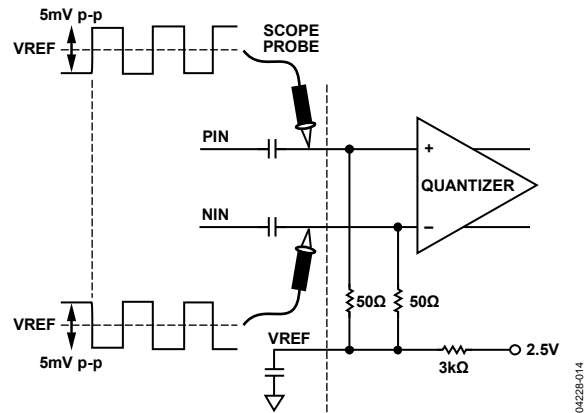 5mV p-p
VREF
SCOPE
PROBE
PIN
+
QUANTIZER
NIN
–
50Ω
50Ω
VREF
VREF
2.5V
3kΩ
5mV p-p
04228-014